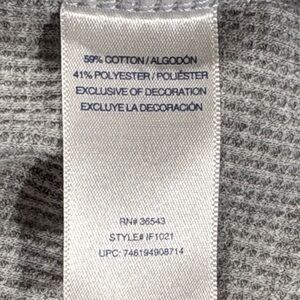 59% COTTON / ALGODÓN
41% POLYESTER / POLIÉSTER
EXCLUSIVE OF DECORATION
EXCLUYE LA DECORACIÓN
RN# 36543
STYLE# IF1021
UPC: 746194908714